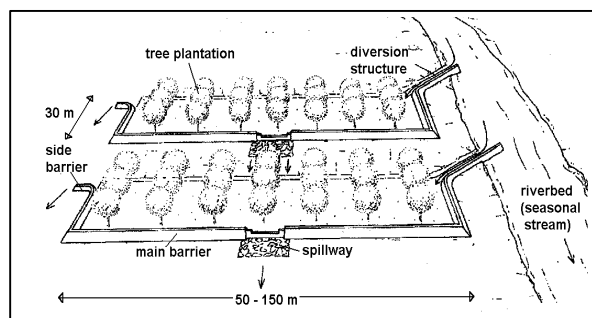 tree plantation
diversion
structure
30 m
side
barrier
riverbed
(seasonal
stream)
main barrier
spillway
50 - 150 m